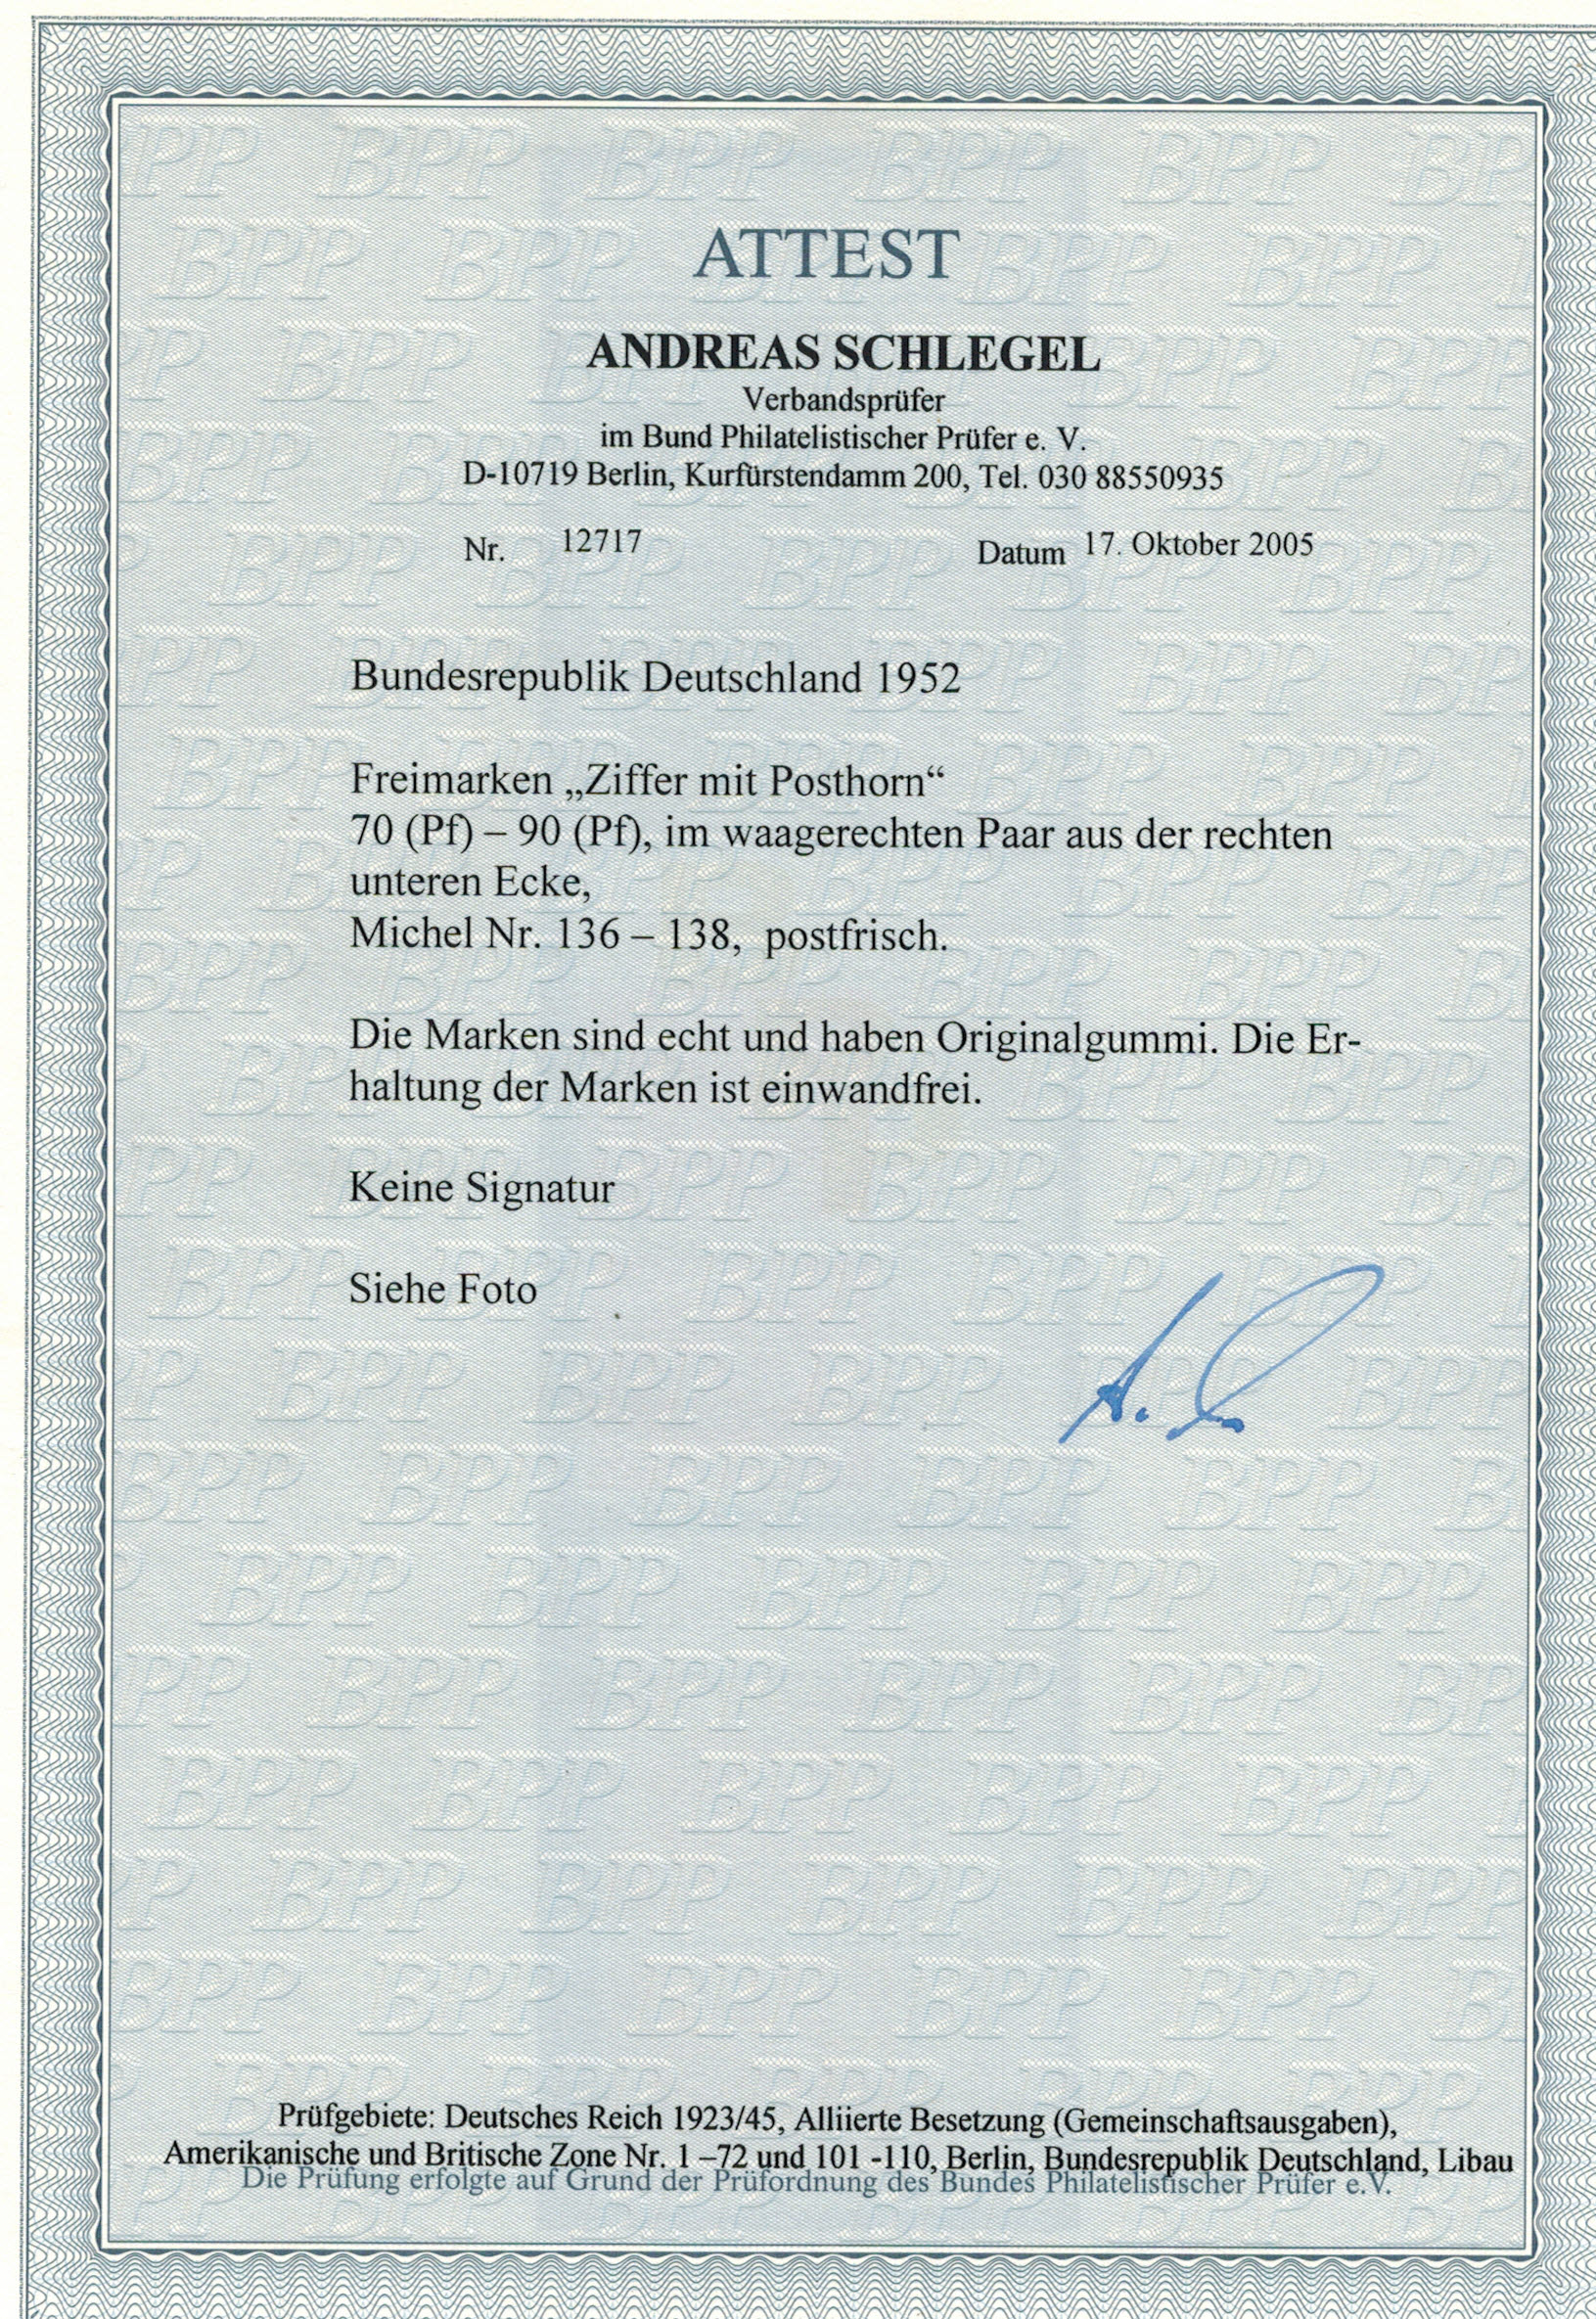 ATTEST
ANDREAS SCHLEGEL
Verbandsprüfer
im Bund Philatelistischer Prüfer e. V.
D-10719 Berlin, Kurfürstendamm 200, Tel. 030 88550935
Nr. 12717 Datum 17. Oktober 2005
Bundesrepublik Deutschland 1952
Freimarken „Ziffer mit Posthorn“
70 (Pf) – 90 (Pf), im waagerechten Paar aus der rechten
unteren Ecke,
Michel Nr. 136 – 138, postfrisch.
Die Marken sind echt und haben Originalgummi. Die Er-
haltung der Marken ist einwandfrei.
Keine Signatur
Siehe Foto
Prüfgebiete: Deutsches Reich 1923/45, Alliierte Besetzung (Gemeinschaftsausgaben),
Amerikanische und Britische Zone Nr. 1 –72 und 101 -110, Berlin, Bundesrepublik Deutschland, Libau
Die Prüfung erfolgte auf Grund der Prüfordnung des Bundes Philatelistischer Prüfer e.V.